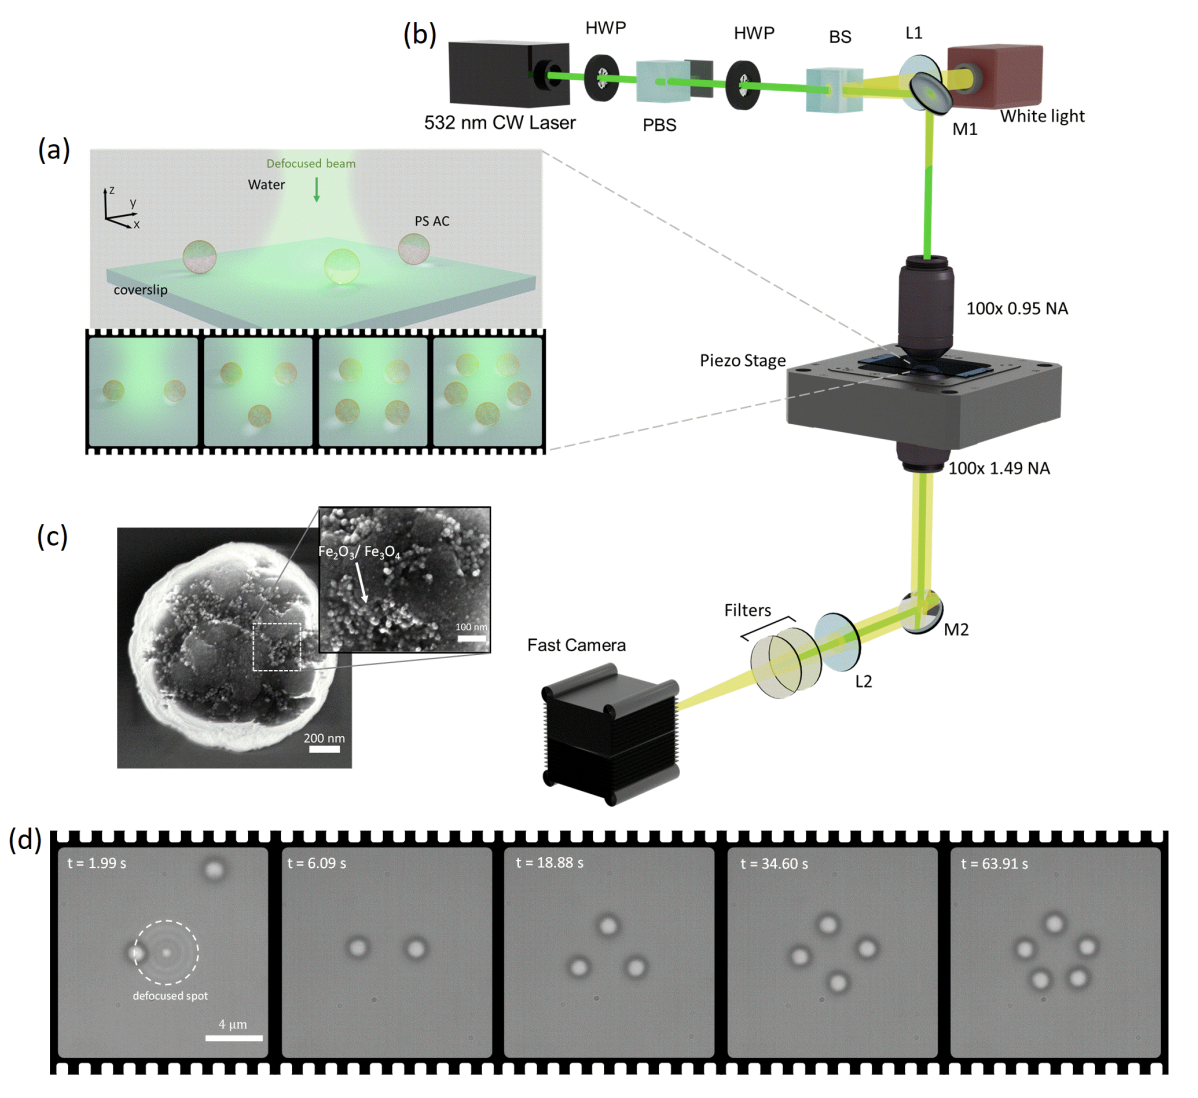 (b)
HWP
HWP
BS
L1
532 nm CW Laser
PBS
M1
White light
(a)
Defocused beam
Water
z
y
x
PS AC
coverslip
100x 0.95 NA
Piezo Stage
100x 1.49 NA
(c)
Fe₂O₃/ Fe₃O₄
100 nm
200 nm
Filters
M2
L2
Fast Camera
(d)
t = 1.99 s
t = 6.09 s
t = 18.88 s
t = 34.60 s
t = 63.91 s
defocused spot
4 μm